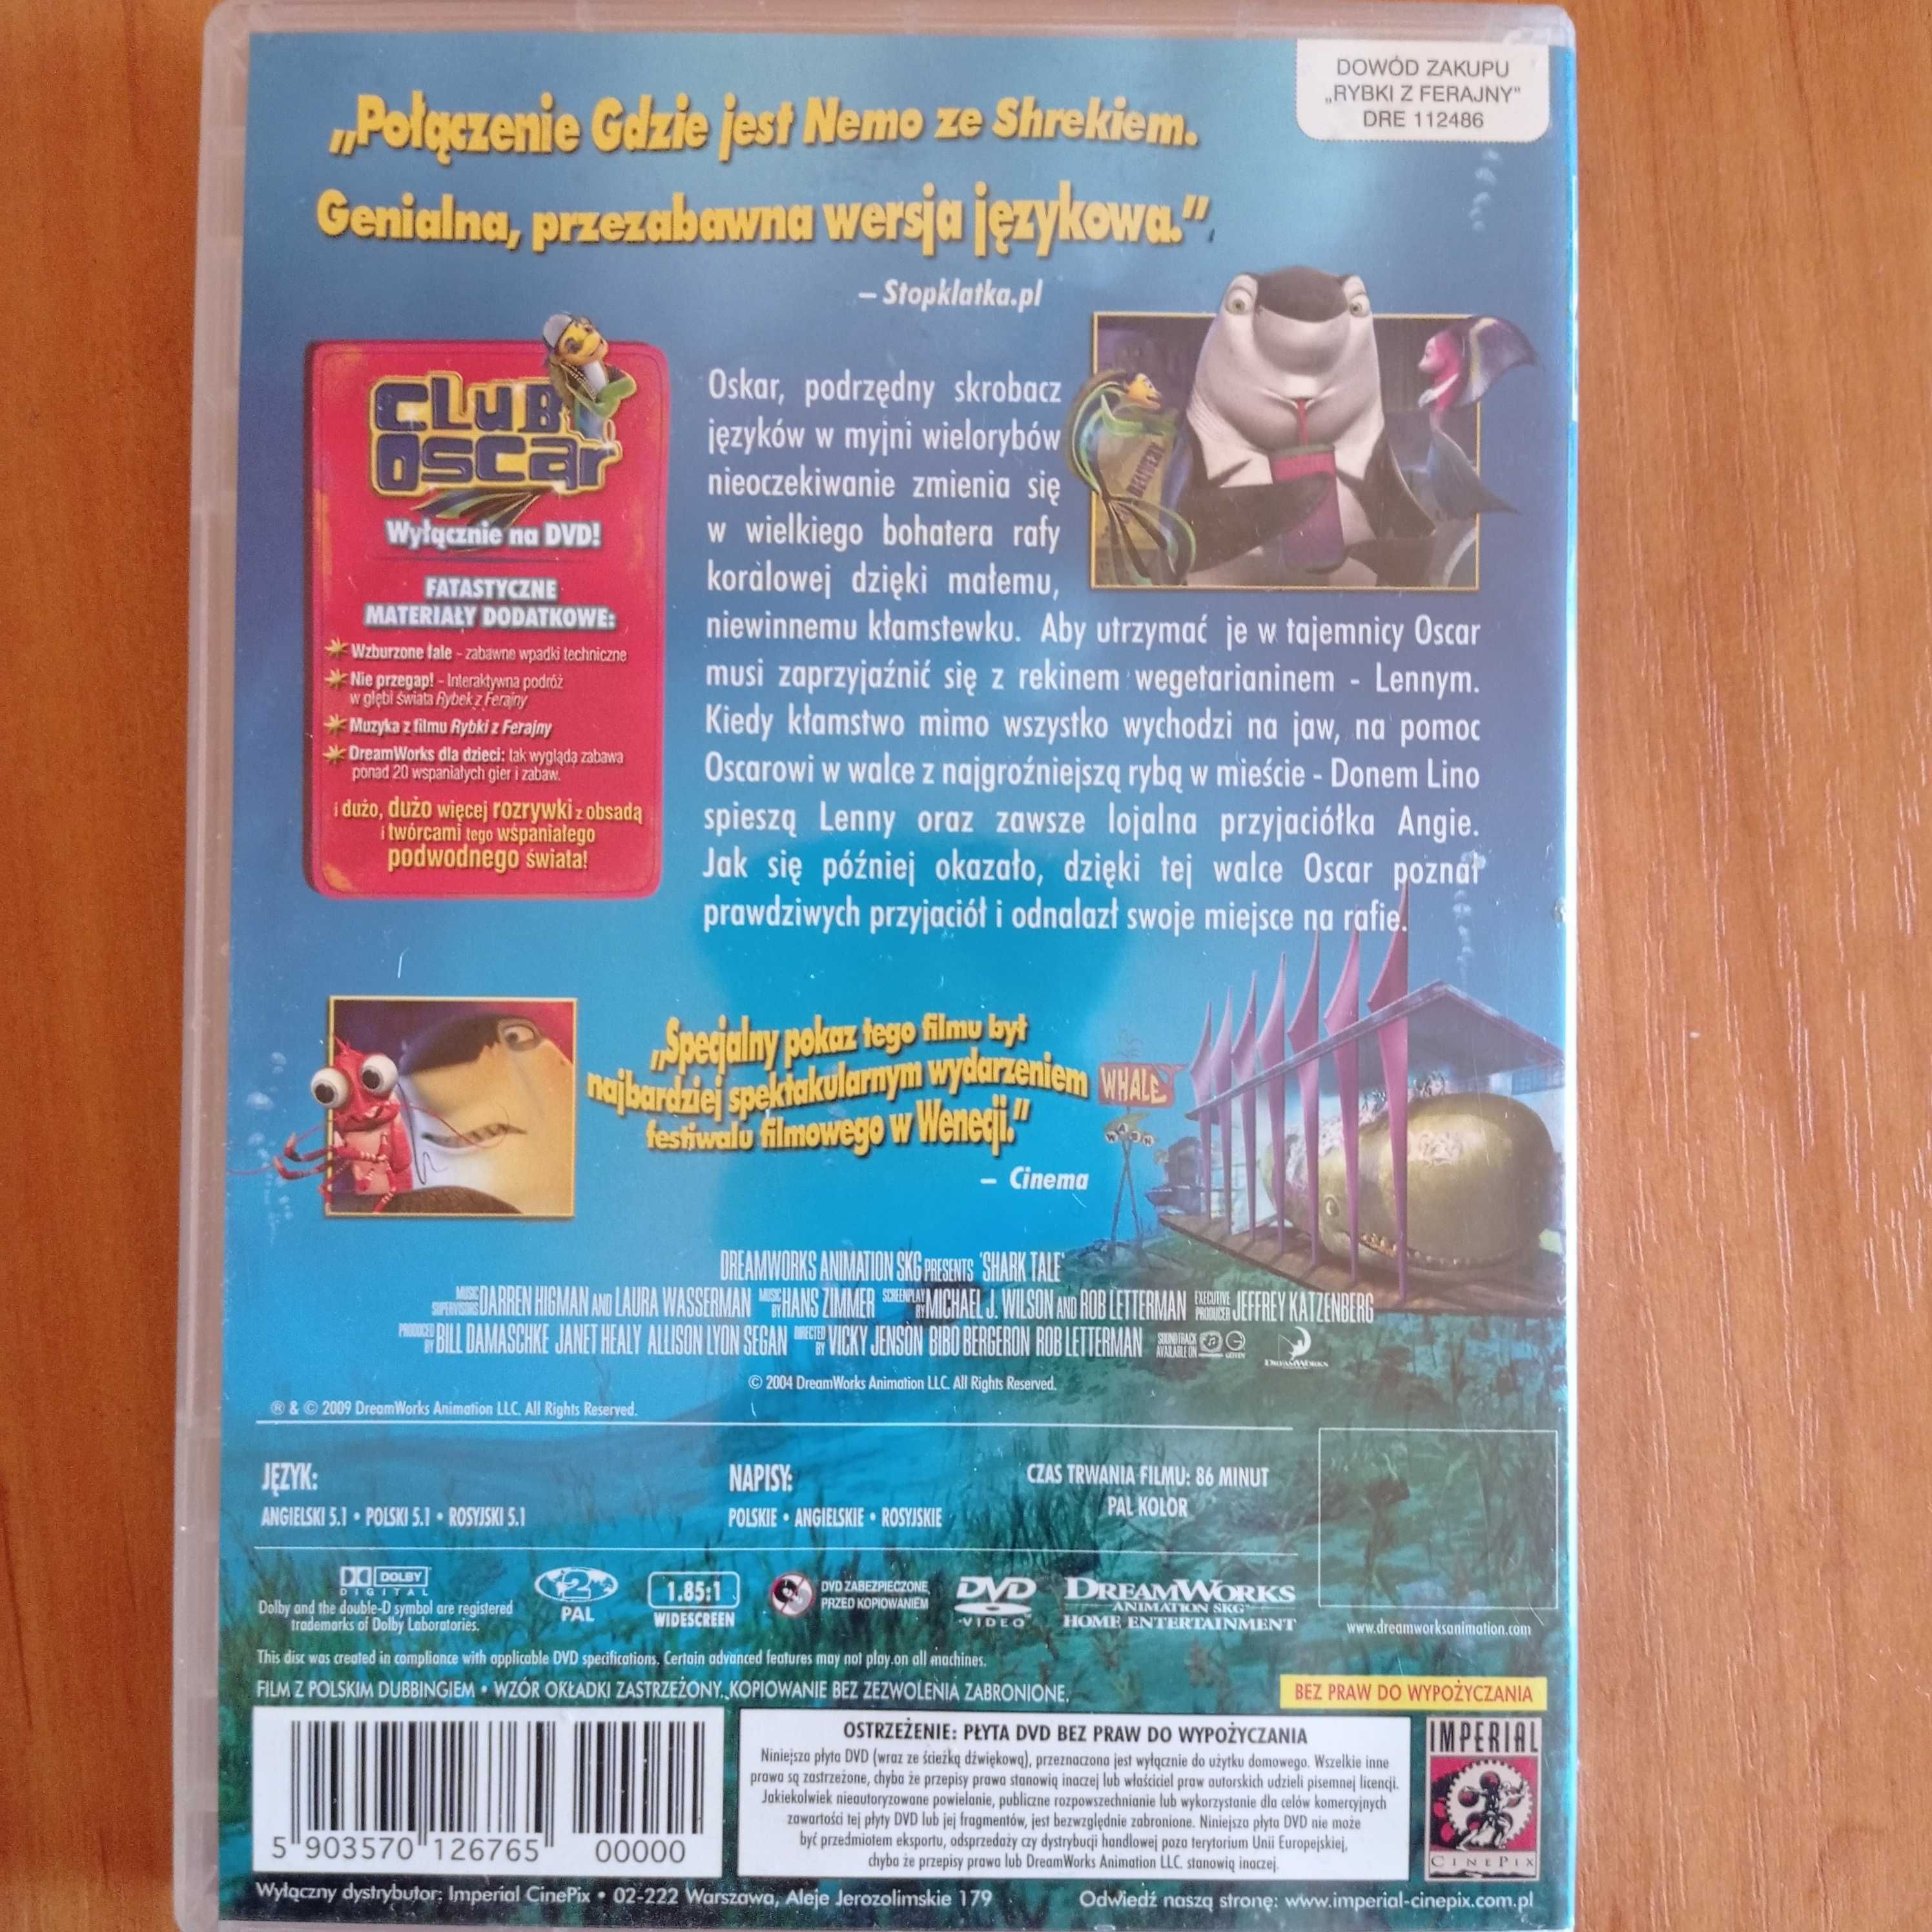 DOWÓD ZAKUPU
„RYBKI Z FERAJNY"
DRE 112486
„Połączenie Gdzie jest Nemo ze Shrekiem.
Genialna, przezabawna wersja językowa."
– Stopklatka.pl
CLUB
OSCAR
Wyłącznie na DVD!
FATASTYCZNE
MATERIAŁY DODATKOWE:
Wzburzone fale - zabawne wpadki techniczne
Nie przegap! - Interaktywna podróż
w głębi świata Rybek z Ferajny
Muzyka z filmu Rybki z Ferajny
DreamWorks dla dzieci: tak wygląda zabawa
ponad 20 wspaniałych gier i zabaw.
i dużo, dużo więcej rozrywki z obsadą
i twórcami tego wspaniałego
podwodnego świata!
Oskar, podrzędny skrobacz
języków w myjni wielorybów
nieoczekiwanie zmienia się
w wielkiego bohatera rafy
koralowej dzięki małemu,
niewinnemu kłamstewku. Aby utrzymać je w tajemnicy Oscar
musi zaprzyjaźnić się z rekinem wegetarianinem - Lennym.
Kiedy kłamstwo mimo wszystko wychodzi na jaw, na pomoc
Oscarowi w walce z najgroźniejszą rybą w mieście - Donem Lino
spieszą Lenny oraz zawsze lojalna przyjaciółka Angie.
Jak się później okazało, dzięki tej walce Oscar poznał
prawdziwych przyjaciół i odnalazł swoje miejsce na rafie.
„Specjalny pokaz tego filmu był
najbardziej spektakularnym wydarzeniem
festiwalu filmowego w Wenecji."
– Cinema
WHALE
WASH
DREAMWORKS ANIMATION SKG PRESENTS 'SHARK TALE'
MUSIC SUPERVISORS DARREN HIGMAN AND LAURA WASSERMAN MUSIC BY HANS ZIMMER SCREENPLAY BY MICHAEL J. WILSON AND ROB LETTERMAN EXECUTIVE PRODUCER JEFFREY KATZENBERG
PRODUCED BY BILL DAMASCHKE JANET HEALY ALLISON LYON SEGAN DIRECTED BY VICKY JENSON BIBO BERGERON ROB LETTERMAN SOUNDTRACK AVAILABLE ON GEFFEN DREAMWORKS
© 2004 DreamWorks Animation LLC. All Rights Reserved.
® & © 2009 DreamWorks Animation LLC. All Rights Reserved.
JĘZYK:
ANGIELSKI 5.1 • POLSKI 5.1 • ROSYJSKI 5.1
NAPISY:
POLSKIE • ANGIELSKIE • ROSYJSKIE
CZAS TRWANIA FILMU: 86 MINUT
PAL KOLOR
DOLBY
DIGITAL
Dolby and the double-D symbol are registered
trademarks of Dolby Laboratories.
2
PAL
1.85:1
WIDESCREEN
DVD ZABEZPIECZONE
PRZED KOPIOWANIEM
DVD
VIDEO
DREAMWORKS
ANIMATION SKG
HOME ENTERTAINMENT
www.dreamworksanimation.com
This disc was created in compliance with applicable DVD specifications. Certain advanced features may not play on all machines.
FILM Z POLSKIM DUBBINGIEM • WZÓR OKŁADKI ZASTRZEŻONY. KOPIOWANIE BEZ ZEZWOLENIA ZABRONIONE.
BEZ PRAW DO WYPOŻYCZANIA
5 903570 126765 00000
OSTRZEŻENIE: PŁYTA DVD BEZ PRAW DO WYPOŻYCZANIA
Niniejsza płyta DVD (wraz ze ścieżką dźwiękową), przeznaczona jest wyłącznie do użytku domowego. Wszelkie inne
prawa są zastrzeżone, chyba że przepisy prawa stanowią inaczej lub właściciel praw autorskich udzieli pisemnej licencji.
Jakiekolwiek nieautoryzowane powielanie, publiczne rozpowszechnianie lub wykorzystanie dla celów komercyjnych
zawartości tej płyty DVD lub jej fragmentów, jest bezwzględnie zabronione. Niniejsza płyta DVD nie może
być przedmiotem eksportu, odsprzedaży czy dystrybucji handlowej poza terytorium Unii Europejskiej,
chyba że przepisy prawa lub DreamWorks Animation LLC. stanowią inaczej.
IMPERIAL
CINEPIX
Wyłączny dystrybutor: Imperial CinePix • 02-222 Warszawa, Aleje Jerozolimskie 179
Odwiedź naszą stronę: www.imperial-cinepix.com.pl